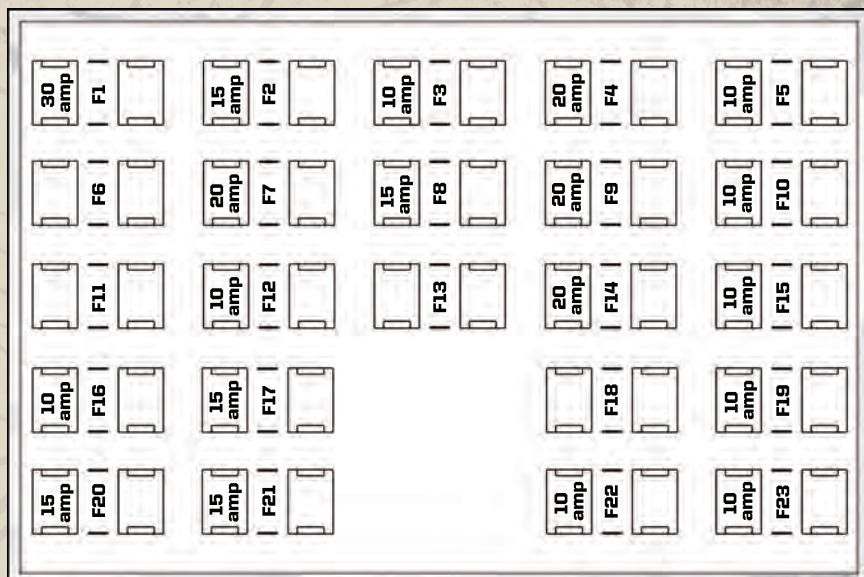 30 amp F1
15 amp F2
10 amp F3
20 amp F4
10 amp F5
F6
20 amp F7
15 amp F8
20 amp F9
10 amp F10
F11
10 amp F12
F13
20 amp F14
10 amp F15
10 amp F16
15 amp F17
F18
10 amp F19
15 amp F20
15 amp F21
10 amp F22
10 amp F23